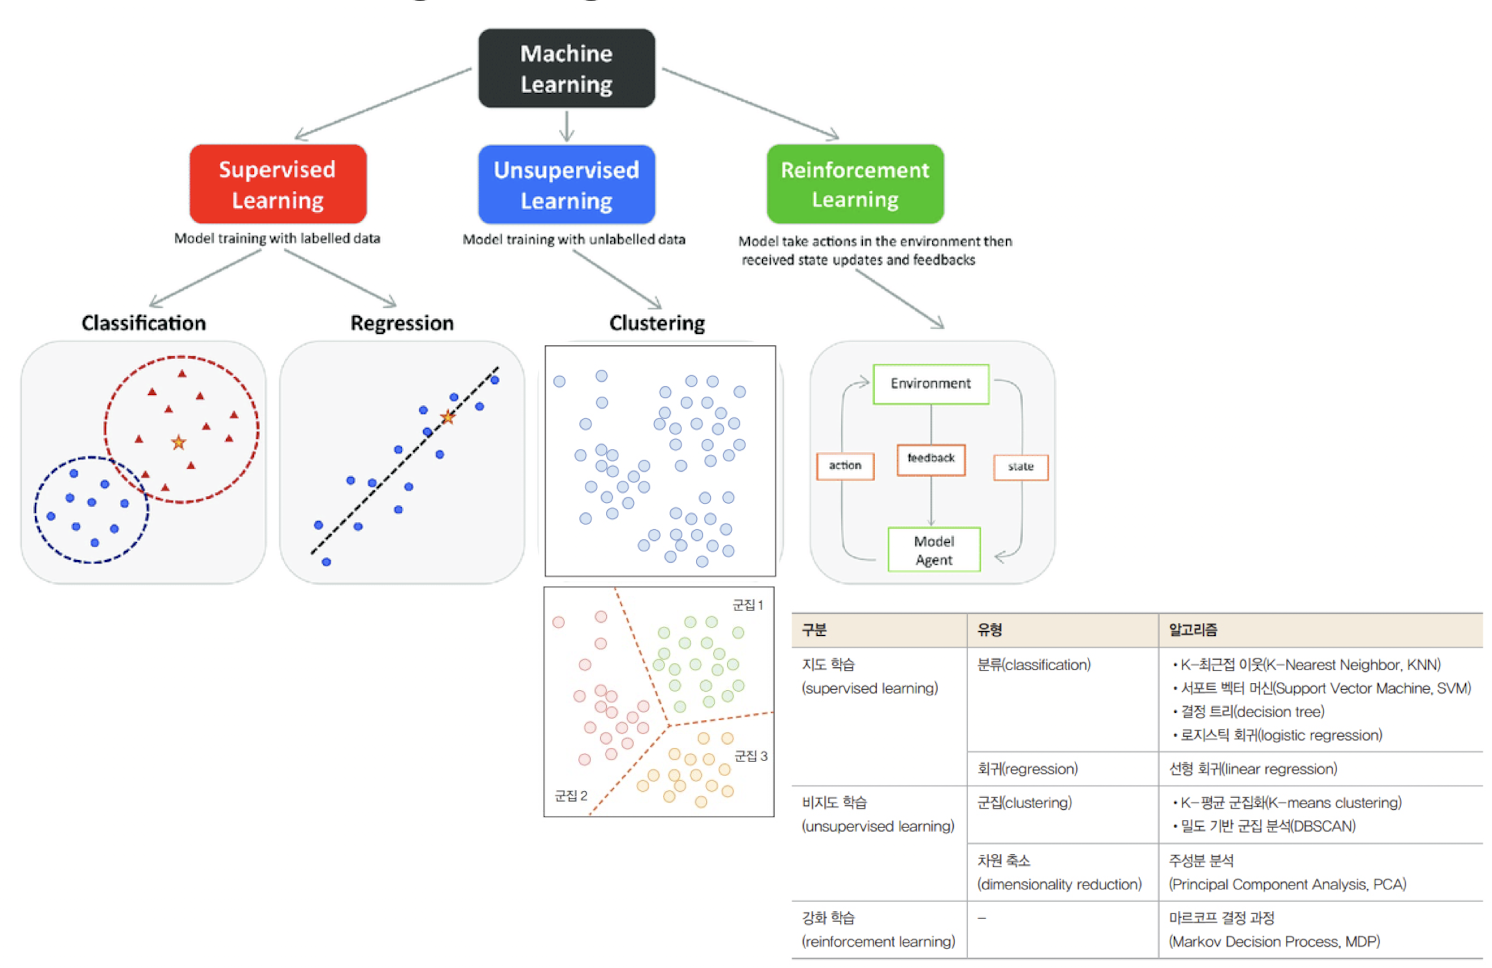 Machine
Learning
Supervised
Learning
Unsupervised
Learning
Reinforcement
Learning
Model training with labelled data
Model training with unlabelled data
Model take actions in the environment then
received state updates and feedbacks
Classification
Regression
Clustering
Environment
action
feedback
state
Model
Agent
군집 1
군집 3
군집 2
구분 유형 알고리즘
지도 학습
(supervised learning)
분류(classification)
• K-최근접 이웃(K-Nearest Neighbor, KNN)
• 서포트 벡터 머신(Support Vector Machine, SVM)
• 결정 트리(decision tree)
• 로지스틱 회귀(logistic regression)
회귀(regression)
선형 회귀(linear regression)
비지도 학습
(unsupervised learning)
군집(clustering)
• K-평균 군집화(K-means clustering)
• 밀도 기반 군집 분석(DBSCAN)
차원 축소
(dimensionality reduction)
주성분 분석
(Principal Component Analysis, PCA)
강화 학습
(reinforcement learning)
–
마르코프 결정 과정
(Markov Decision Process, MDP)